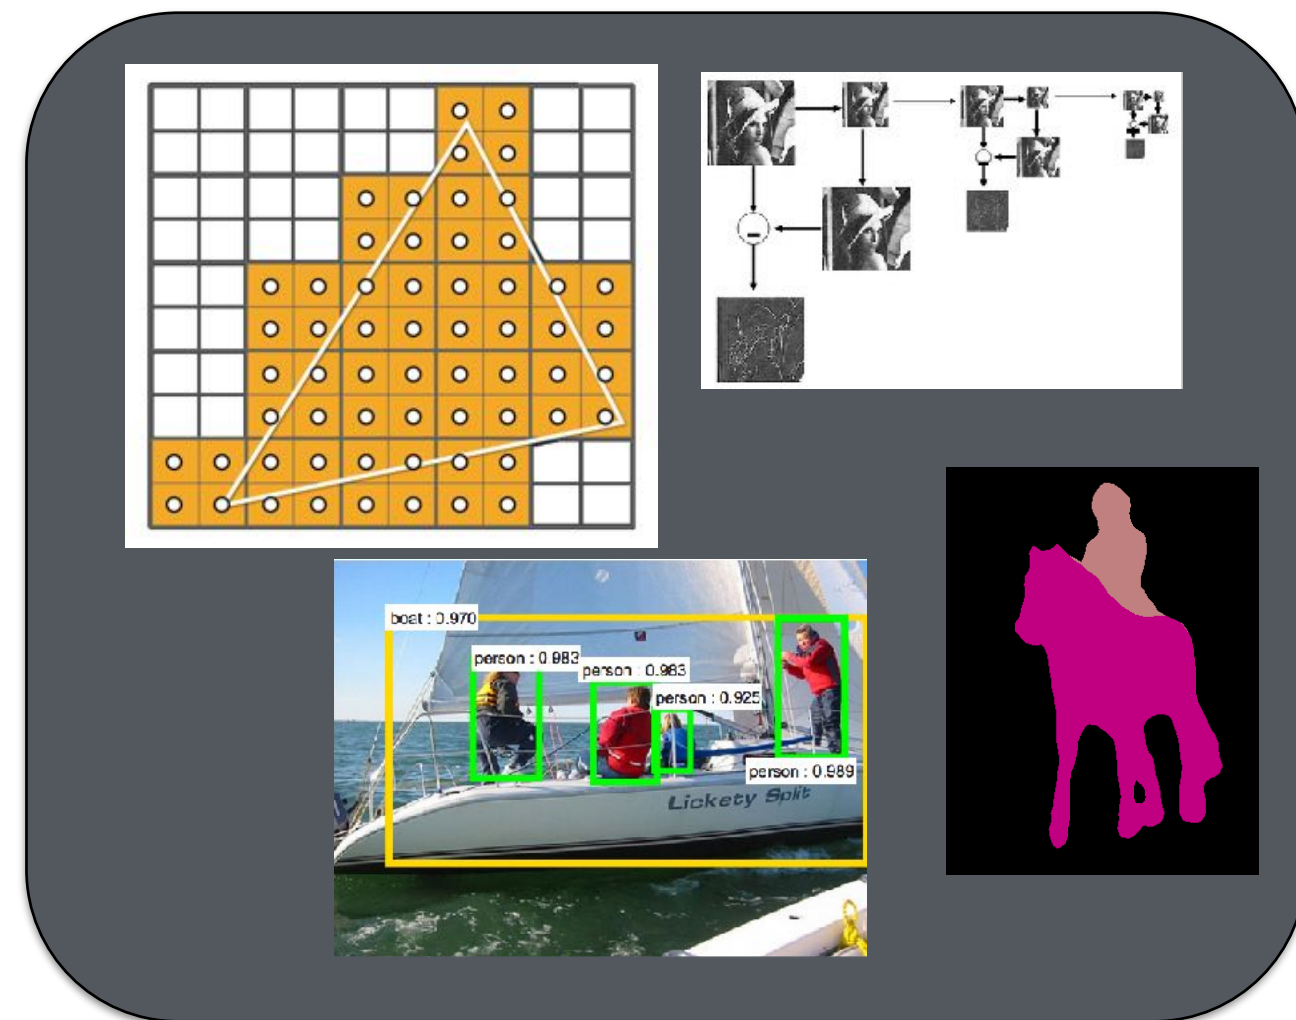 boat : 0.970
person : 0.983
person : 0.983
person : 0.925
person : 0.989
Lickety Split